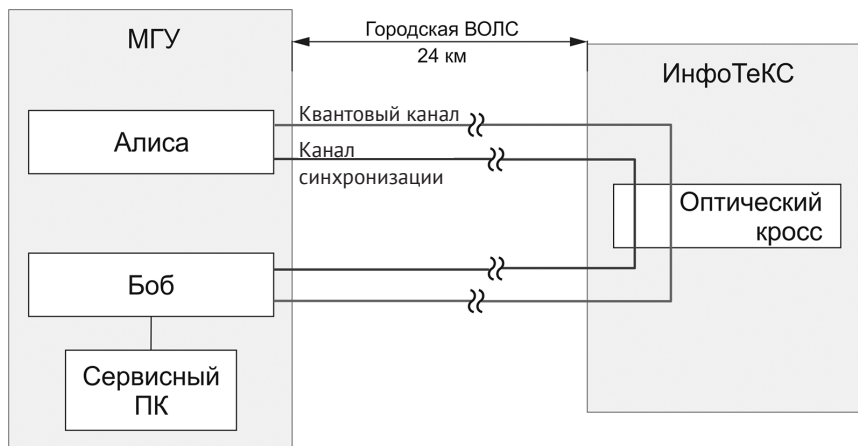 МГУ
Городская ВОЛС
24 км
ИнфоТеКС
Алиса
Квантовый канал
Канал
синхронизации
Оптический
кросс
Боб
Сервисный
ПК